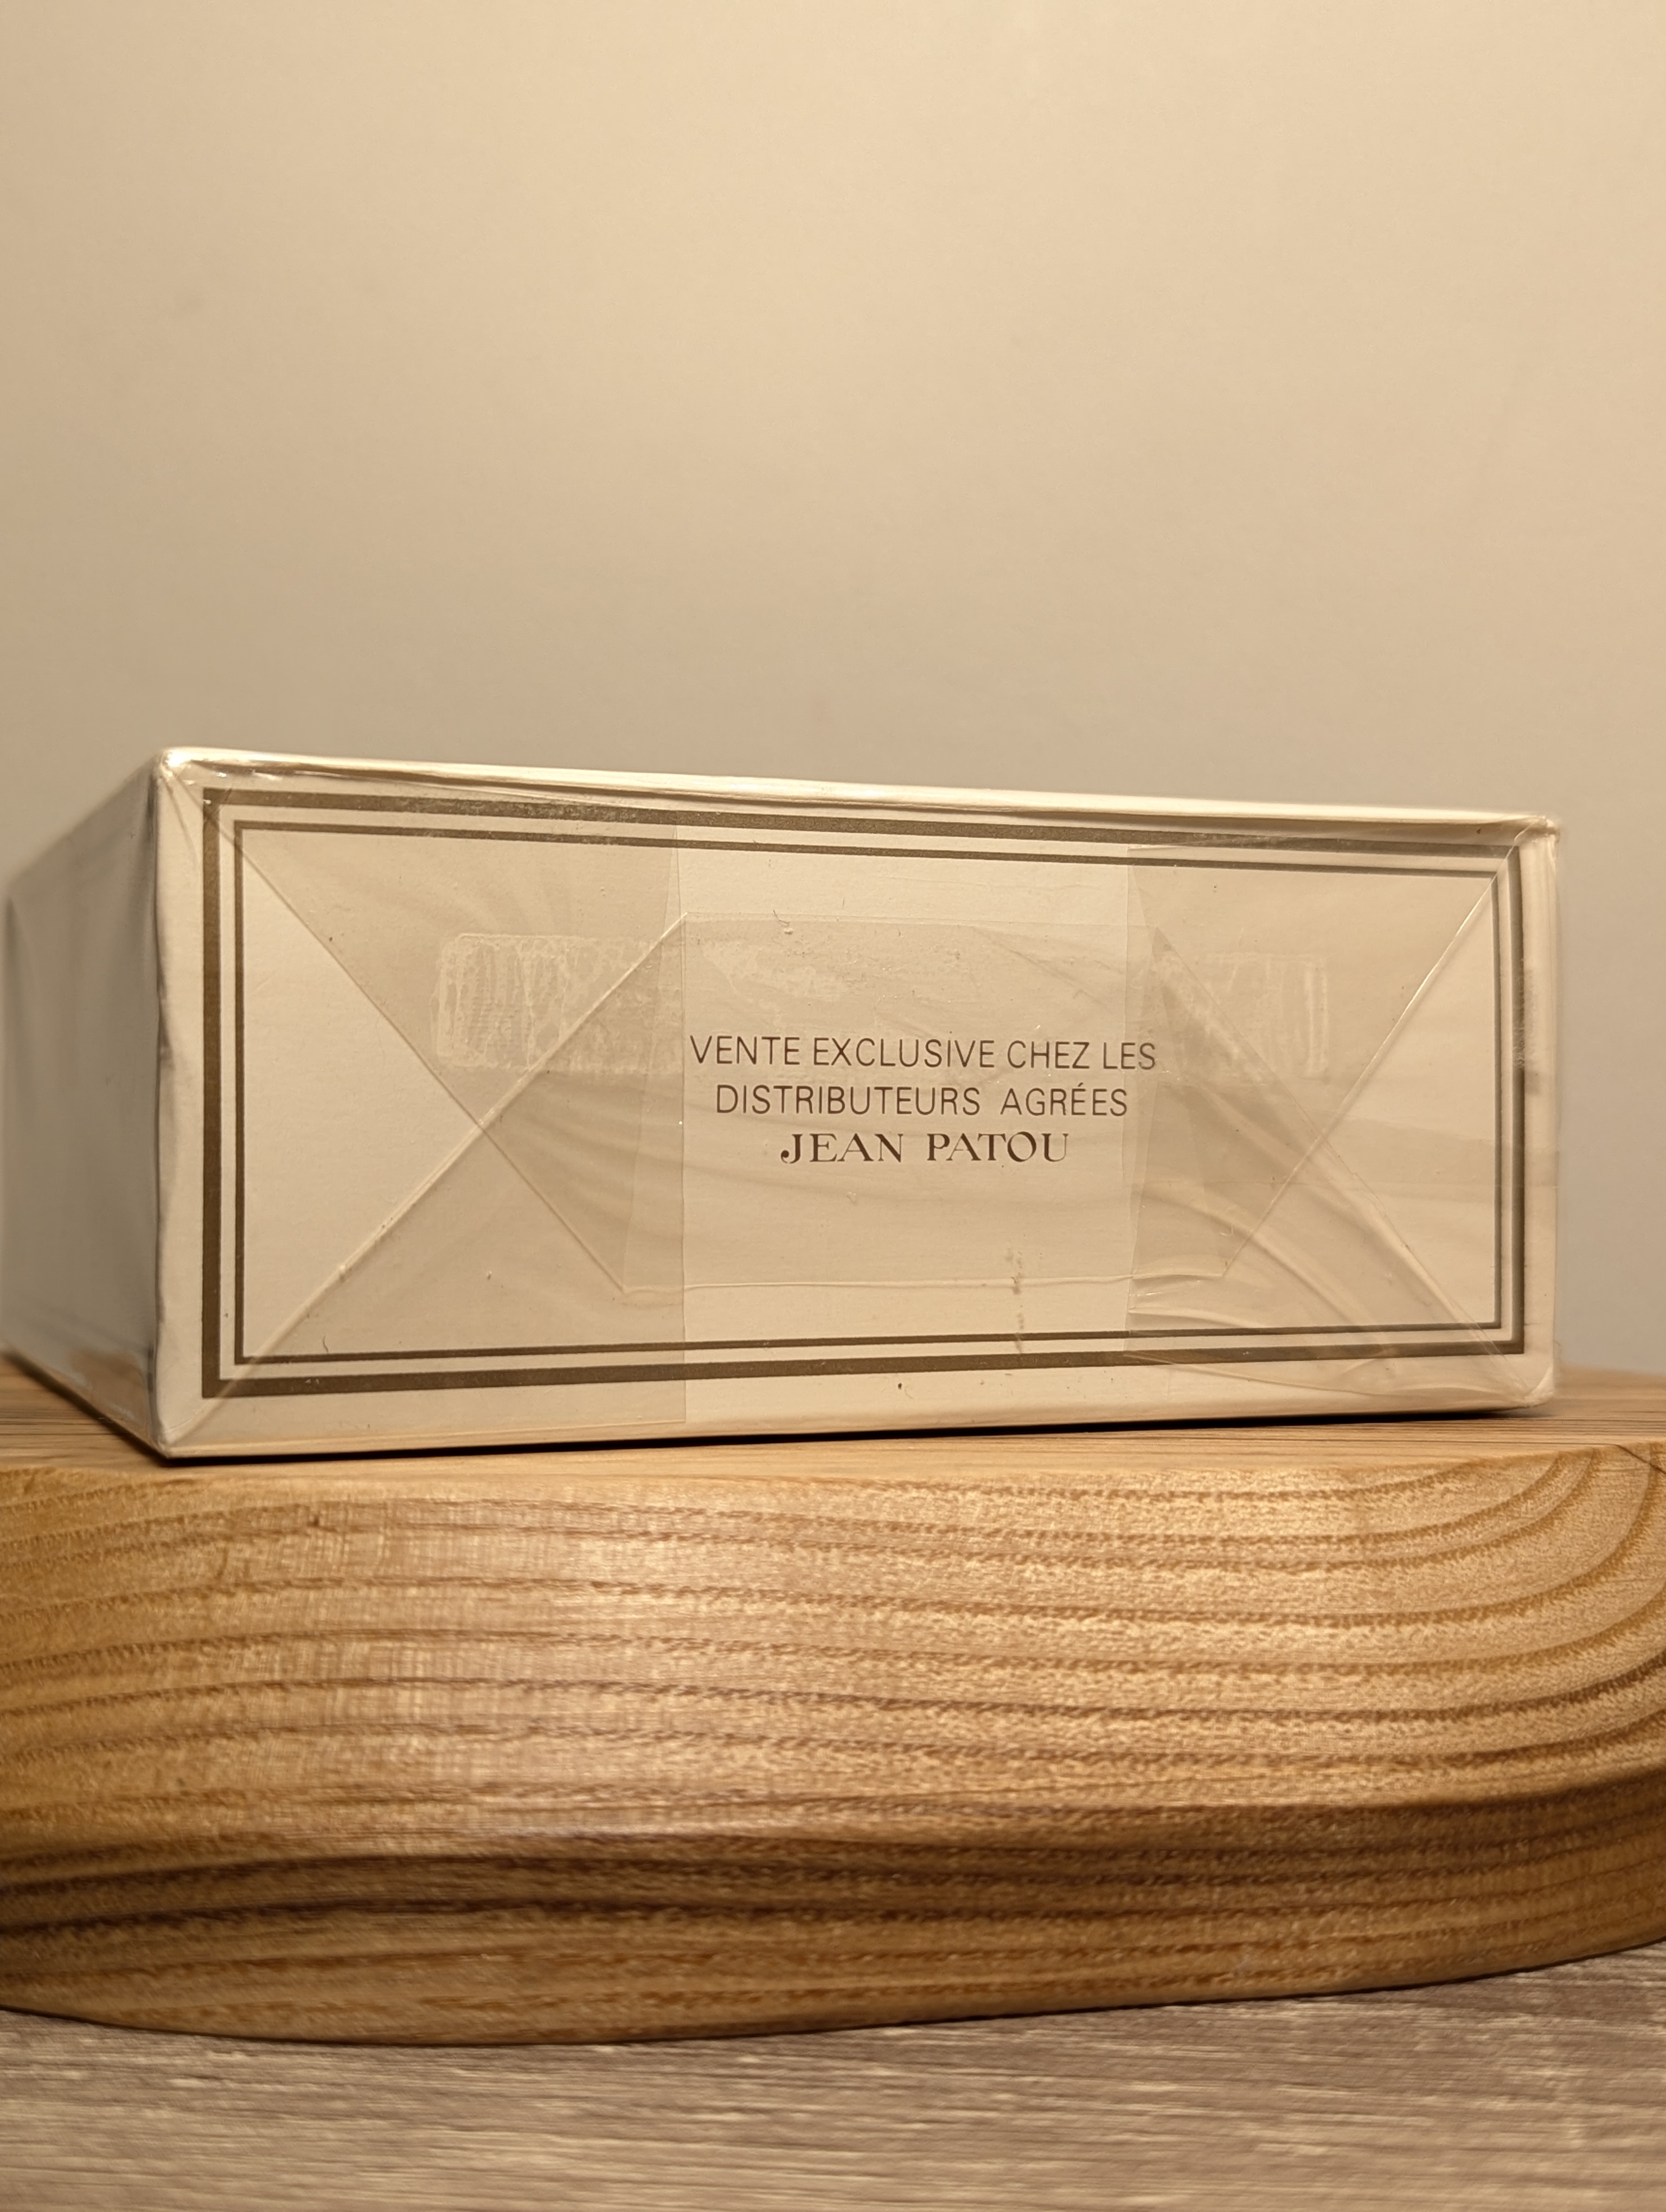 VENTE EXCLUSIVE CHEZ LES
DISTRIBUTEURS AGRÉES
JEAN PATOU